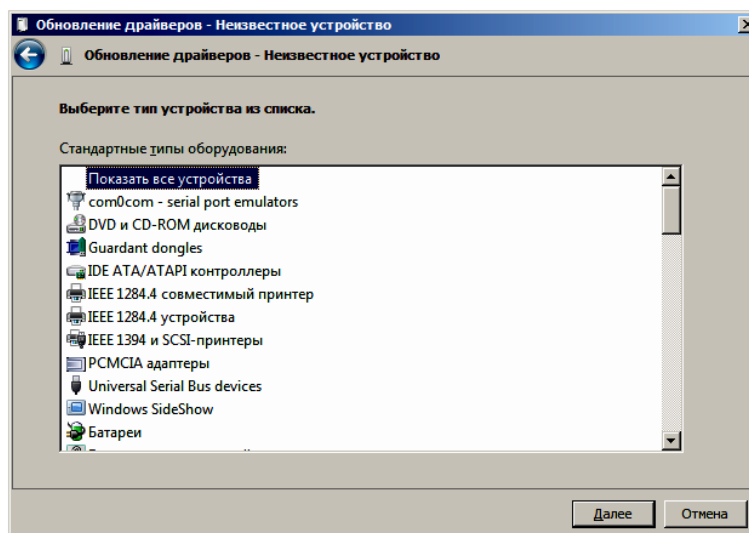 Обновление драйверов - Неизвестное устройство
Обновление драйверов - Неизвестное устройство
Выберите тип устройства из списка.
Стандартные типы оборудования:
Показать все устройства
com0com - serial port emulators
DVD и CD-ROM дисководы
Guardant dongles
IDE ATA/ATAPI контроллеры
IEEE 1284.4 совместимый принтер
IEEE 1284.4 устройства
IEEE 1394 и SCSI-принтеры
PCMCIA адаптеры
Universal Serial Bus devices
Windows SideShow
Батареи
Далее Отмена